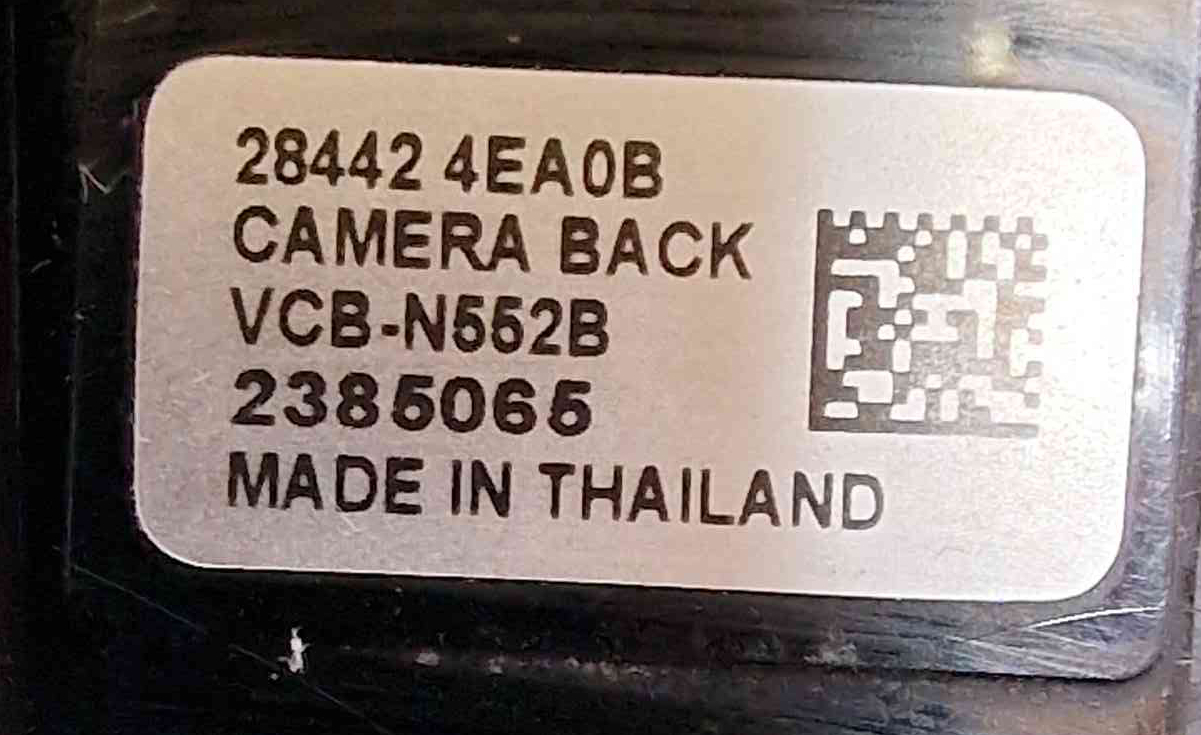 28442 4EA0B
CAMERA BACK
VCB-N552B
2385065
MADE IN THAILAND